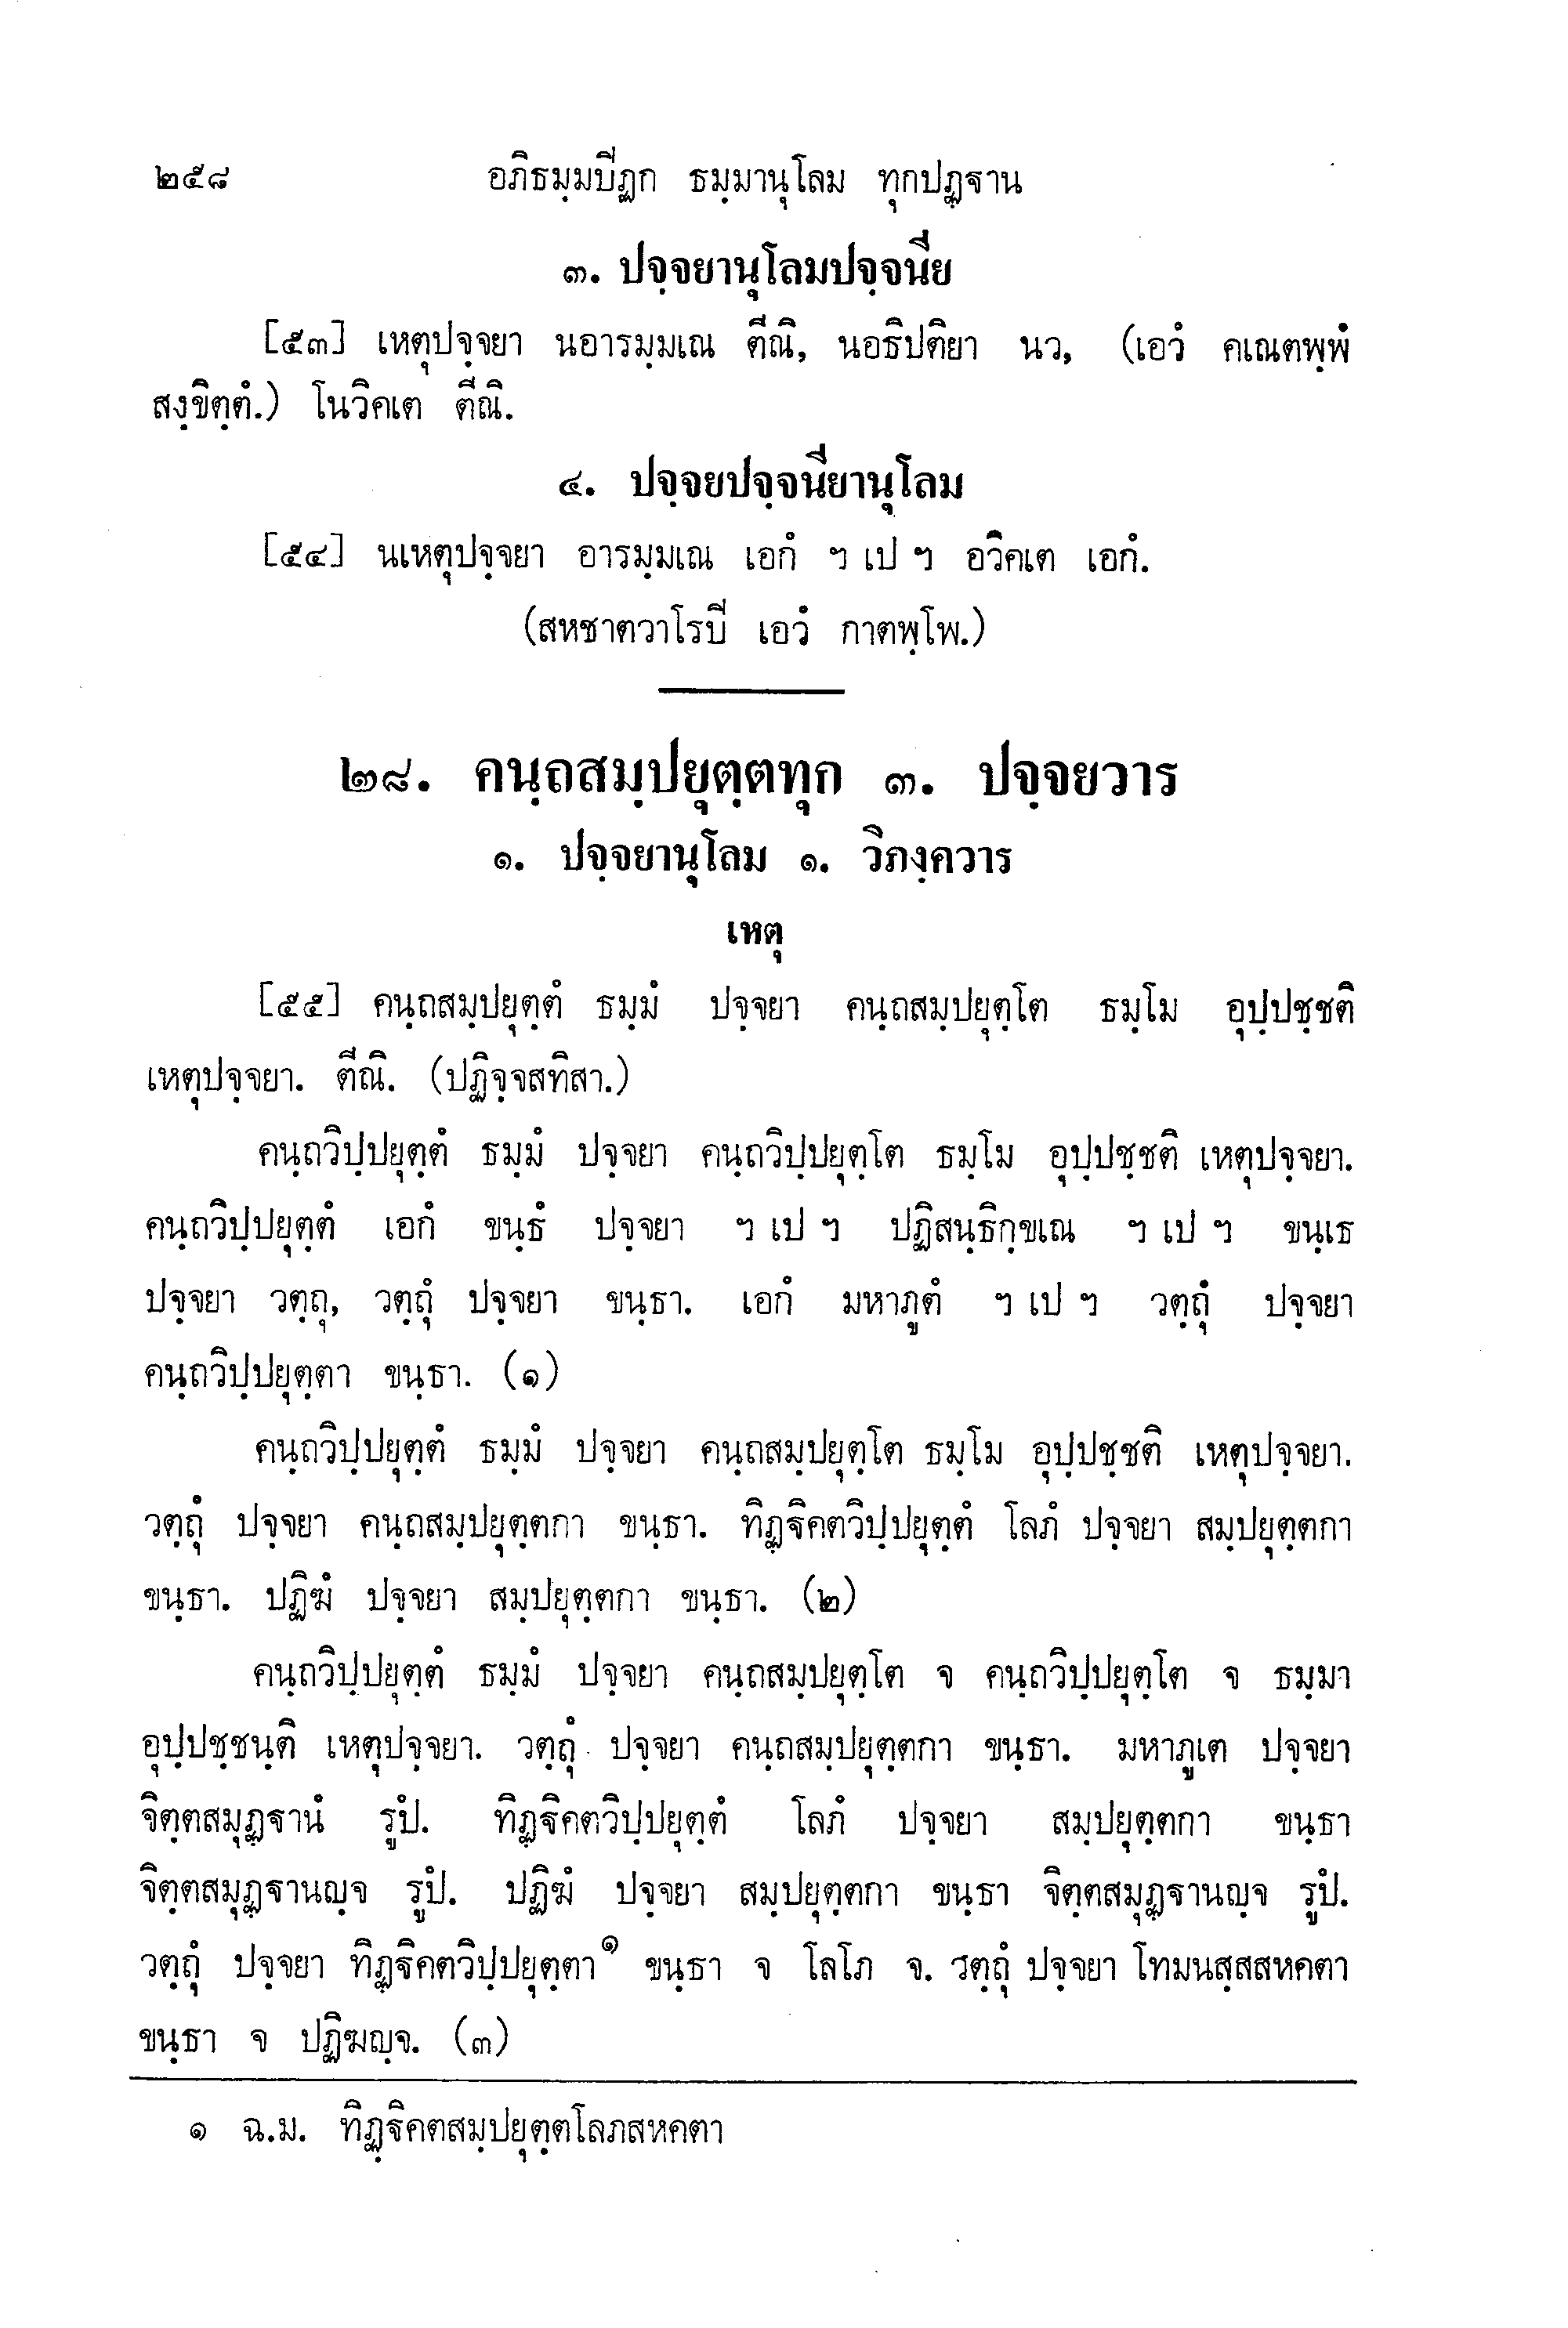 ๒๕๘ อภิธมฺมปีฏก ธมฺมานุโลม ทุกปฏฺฐาน
๓. ปจฺจยานุโลมปจฺจนีย
[๕๓] เหตุปจฺจยา นอารมฺมเณ ตีณิ, นอธิปติยา นว, (เอวํ คเณตพฺพํ
สงฺขิตฺตํ.) โนวิคเต ตีณิ.
๔. ปจฺจยปจฺจนียานุโลม
[๕๔] นเหตุปจฺจยา อารมฺมเณ เอกํ ฯ เป ฯ อวิคเต เอกํ.
(สหชาตวาโรปี เอวํ กาตพฺโพ.)
๒๘. คนฺถสมฺปยุตฺตทุก ๓. ปจฺจยวาร
๑. ปจฺจยานุโลม ๑. วิภงฺควาร
เหตุ
[๕๕] คนฺถสมฺปยุตฺตํ ธมฺมํ ปจฺจยา คนฺถสมฺปยุตฺโต ธมฺโม อุปฺปชฺชติ
เหตุปจฺจยา. ตีณิ. (ปฏิจฺจสทิสา.)
คนฺถวิปฺปยุตฺตํ ธมฺมํ ปจฺจยา คนฺถวิปฺปยุตฺโต ธมฺโม อุปฺปชฺชติ เหตุปจฺจยา.
คนฺถวิปฺปยุตฺตํ เอกํ ขนฺธํ ปจฺจยา ฯ เป ฯ ปฏิสนฺธิกฺขเณ ฯ เป ฯ ขนฺเธ
ปจฺจยา วตฺถุ, วตฺถุํ ปจฺจยา ขนฺธา. เอกํ มหาภูตํ ฯ เป ฯ วตฺถุํ ปจฺจยา
คนฺถวิปฺปยุตฺตา ขนฺธา. (๑)
คนฺถวิปฺปยุตฺตํ ธมฺมํ ปจฺจยา คนฺถสมฺปยุตฺโต ธมฺโม อุปฺปชฺชติ เหตุปจฺจยา.
วตฺถุํ ปจฺจยา คนฺถสมฺปยุตฺตกา ขนฺธา. ทิฏฺฐิคตวิปฺปยุตฺตํ โลภํ ปจฺจยา สมฺปยุตฺตกา
ขนฺธา. ปฏิฆํ ปจฺจยา สมฺปยุตฺตกา ขนฺธา. (๒)
คนฺถวิปฺปยุตฺตํ ธมฺมํ ปจฺจยา คนฺถสมฺปยุตฺโต จ คนฺถวิปฺปยุตฺโต จ ธมฺมา
อุปฺปชฺชนฺติ เหตุปจฺจยา. วตฺถุํ ปจฺจยา คนฺถสมฺปยุตฺตกา ขนฺธา. มหาภูเต ปจฺจยา
จิตฺตสมุฏฺฐานํ รูปํ. ทิฏฺฐิคตวิปฺปยุตฺตํ โลภํ ปจฺจยา สมฺปยุตฺตกา ขนฺธา
จิตฺตสมุฏฺฐานญฺจ รูปํ. ปฏิฆํ ปจฺจยา สมฺปยุตฺตกา ขนฺธา จิตฺตสมุฏฺฐานญฺจ รูปํ.
วตฺถุํ ปจฺจยา ทิฏฺฐิคตวิปฺปยุตฺตา๑ ขนฺธา จ โลโภ จ. วตฺถุํ ปจฺจยา โทมนสฺสสหคตา
ขนฺธา จ ปฏิฆญฺจ. (๓)
๑ ฉ.ม. ทิฏฺฐิคตสมฺปยุตฺตโลภสหคตา